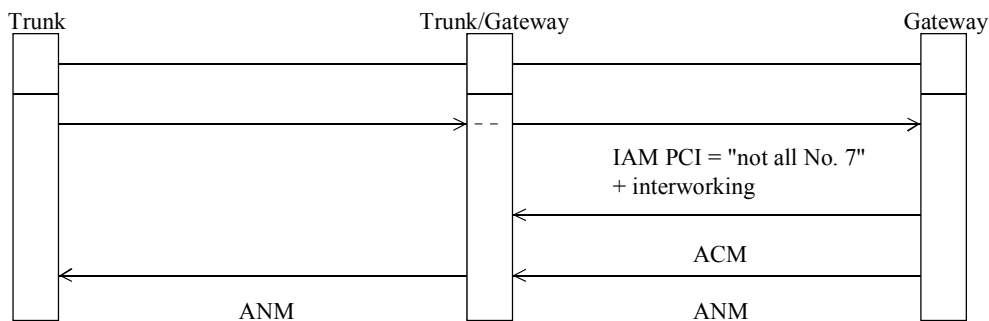 Trunk
Trunk/Gateway
Gateway
IAM PCI = "not all No. 7"
+ interworking
ACM
ANM
ANM